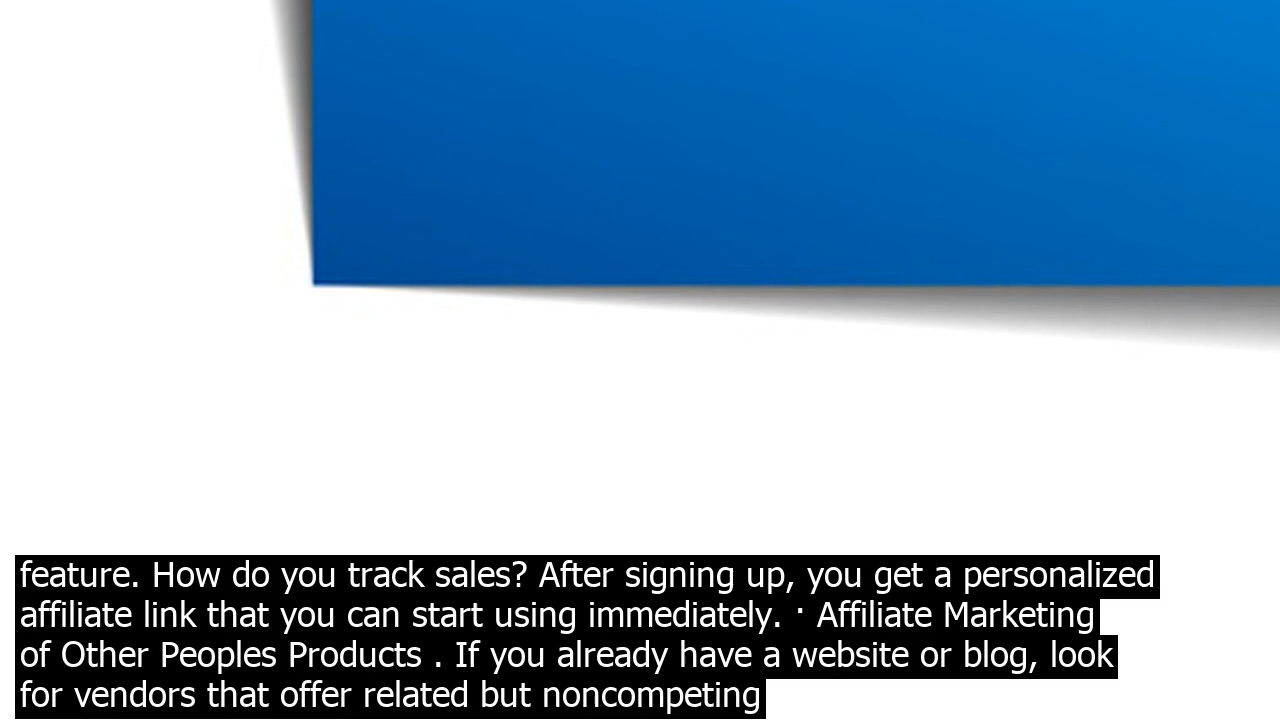 feature. How do you track sales? After signing up, you get a personalized
affiliate link that you can start using immediately. · Affiliate Marketing
of Other Peoples Products . If you already have a website or blog, look
for vendors that offer related but noncompeting